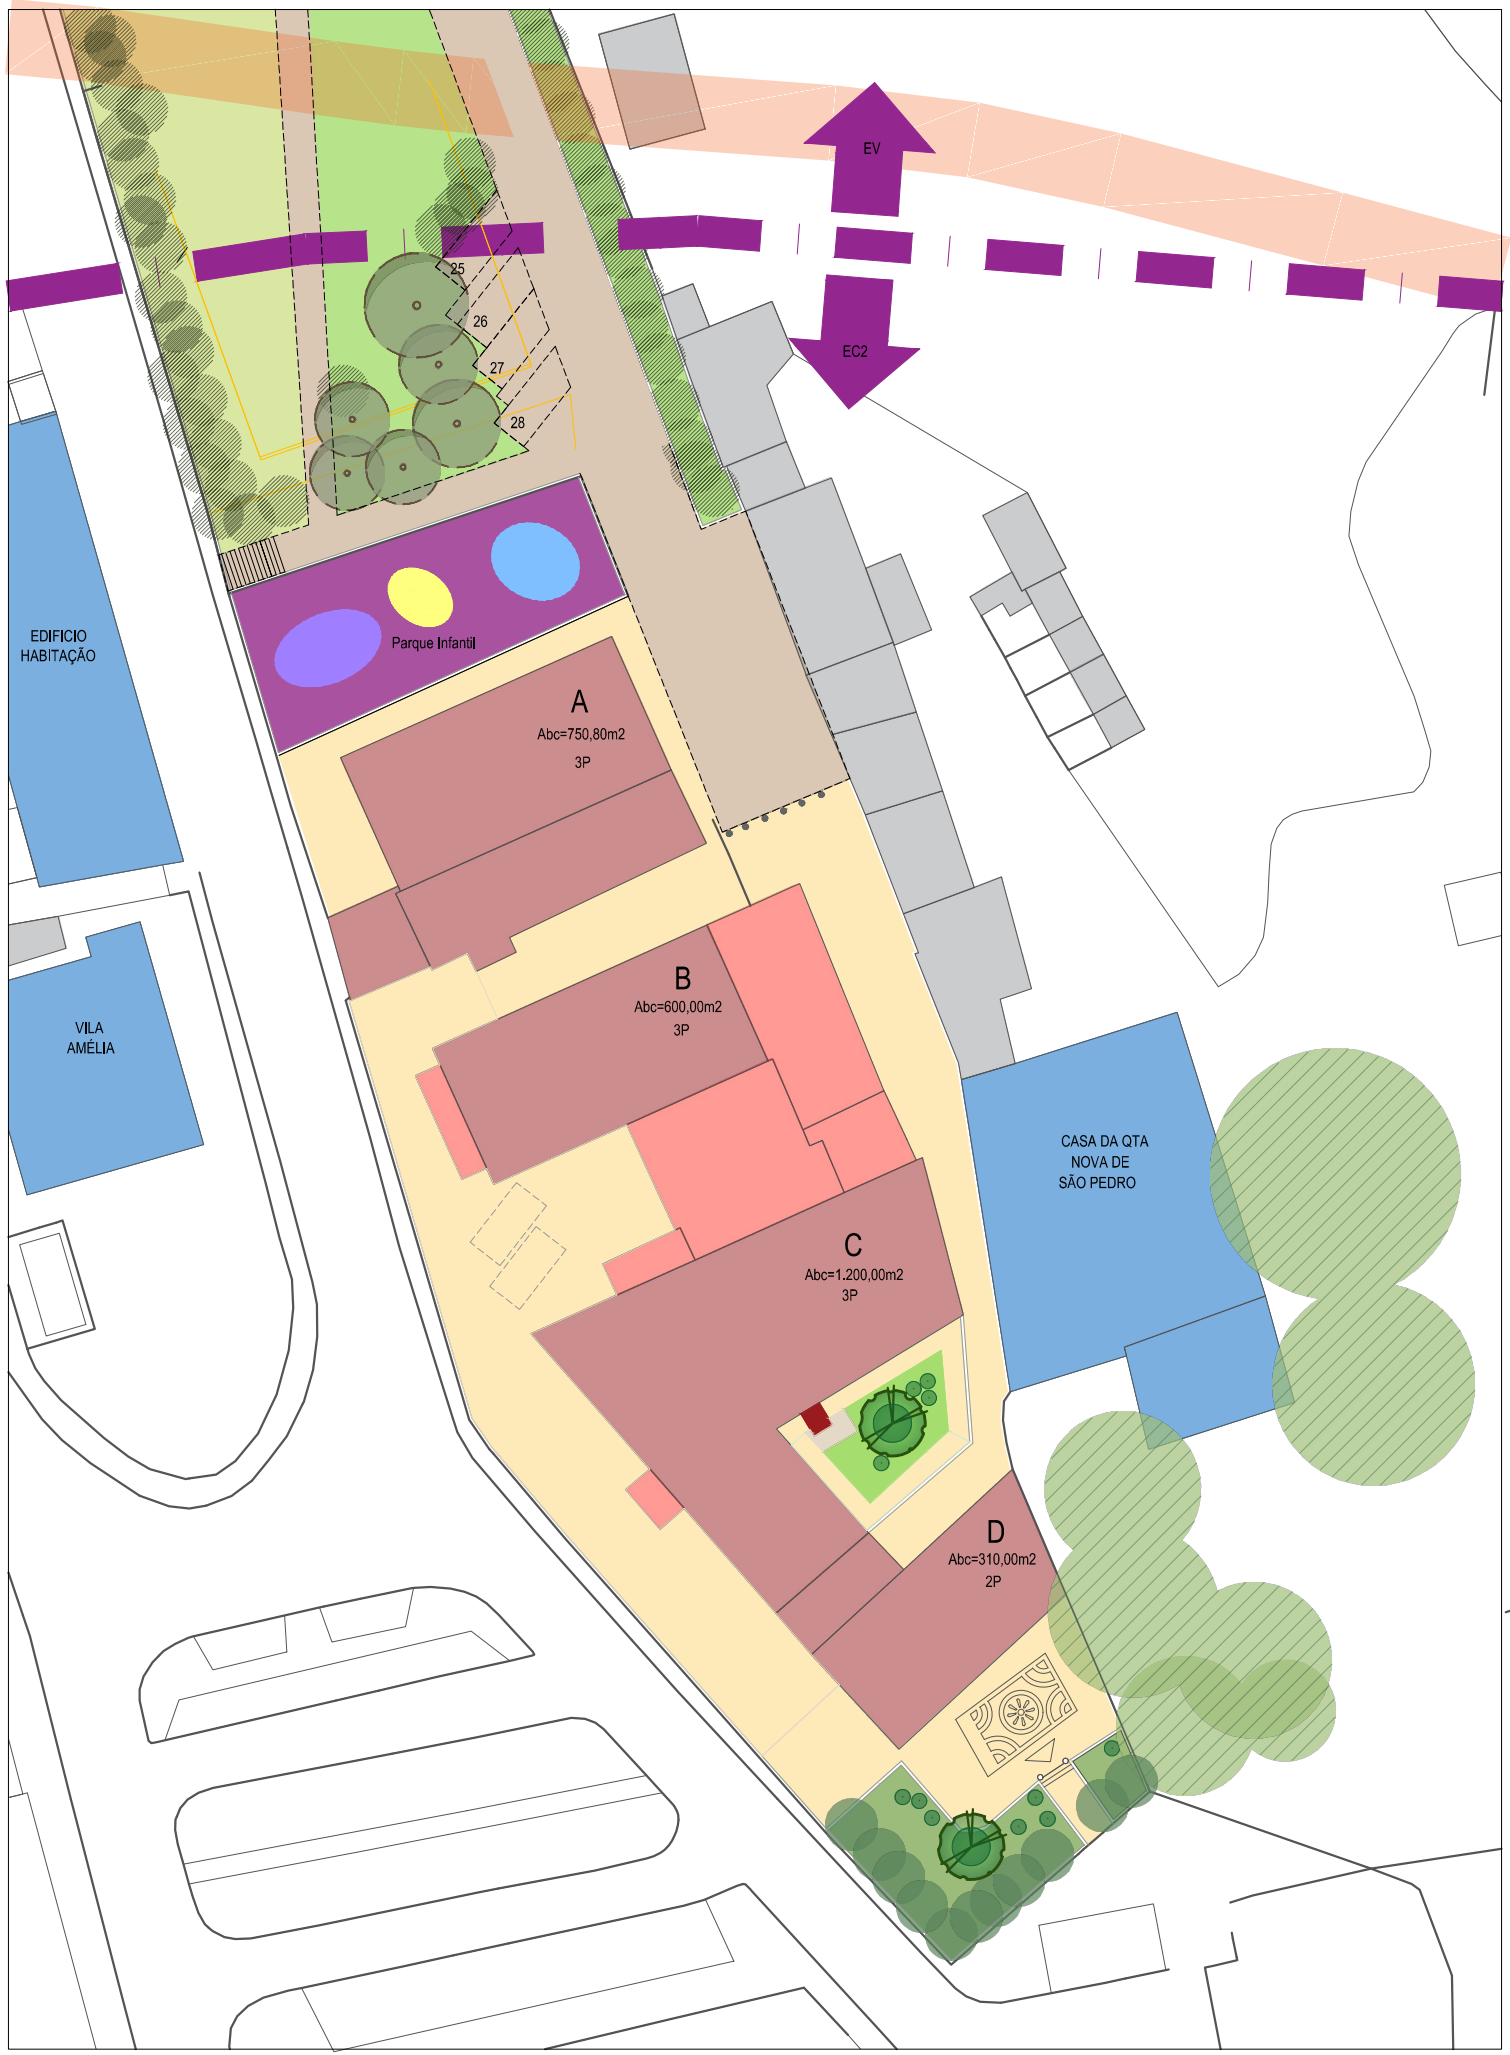 EV
25
26
EC2
27
28
EDIFICIO
HABITAÇÃO
Parque Infantil
A
Abc=750,80m2
3P
B
Abc=600,00m2
3P
VILA
AMÉLIA
CASA DA QTA
NOVA DE
SÃO PEDRO
C
Abc=1.200,00m2
3P
D
Abc=310,00m2
2P